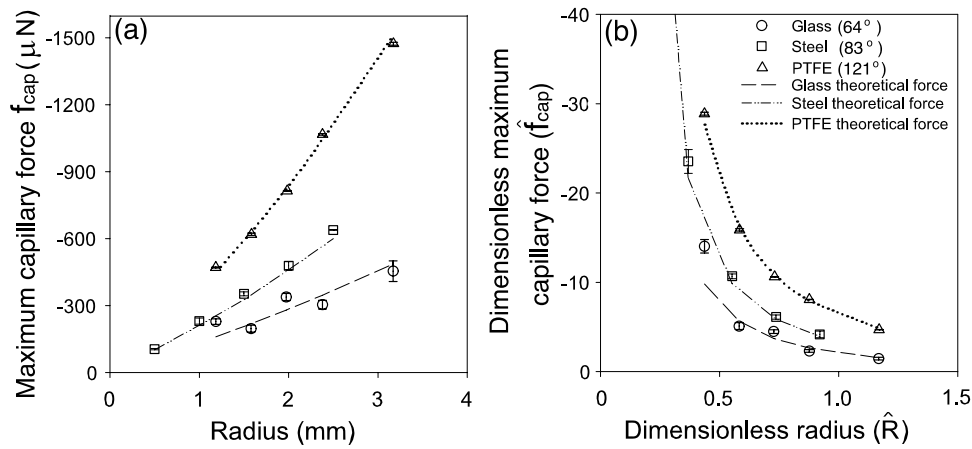 (a)
Maximum capillary force fcap (μN)
-1500
-1200
-900
-600
-300
0
0
1
2
3
4
Radius (mm)
(b)
Dimensionless maximum
capillary force (f̂cap)
-40
-30
-20
-10
-0
0
0.5
1.0
1.5
Dimensionless radius (R̂)
Glass (64°)
Steel (83°)
PTFE (121°)
Glass theoretical force
Steel theoretical force
PTFE theoretical force